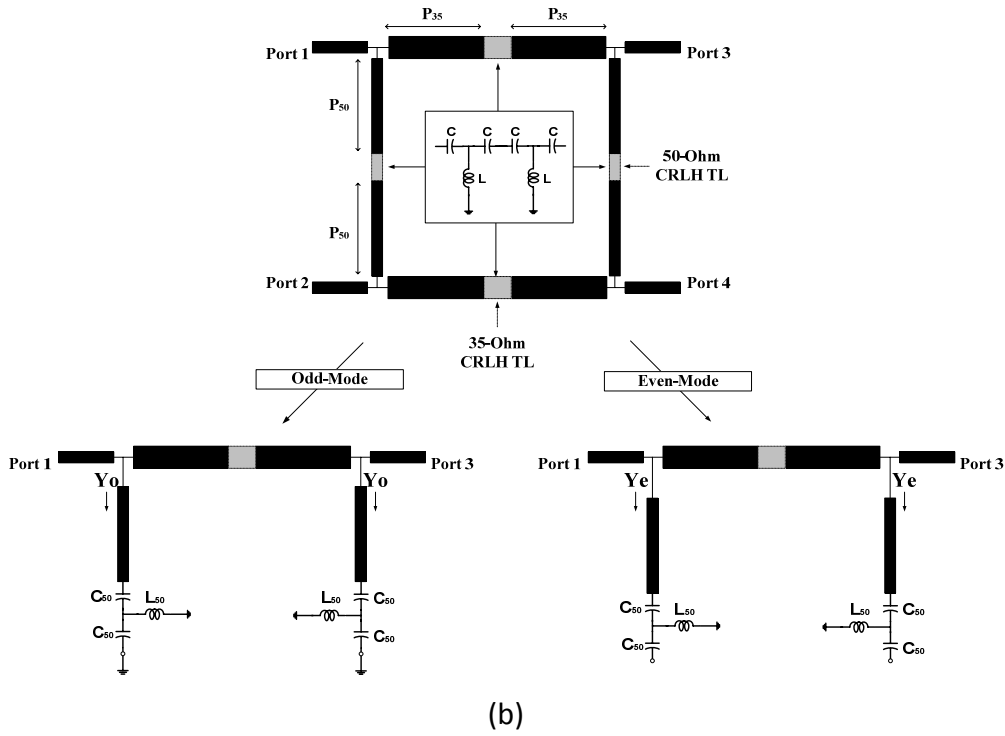 P35 P35
Port 1 Port 3
P50
C C C C
L L
50-Ohm
CRLH TL
P50
Port 2 Port 4
35-Ohm
CRLH TL
Odd-Mode Even-Mode
Port 1 Port 3 Port 1 Port 3
Yo Yo Ye Ye
C50 L50 L50 C50 C50 L50 L50 C50
C50 C50 C50 C50
(b)